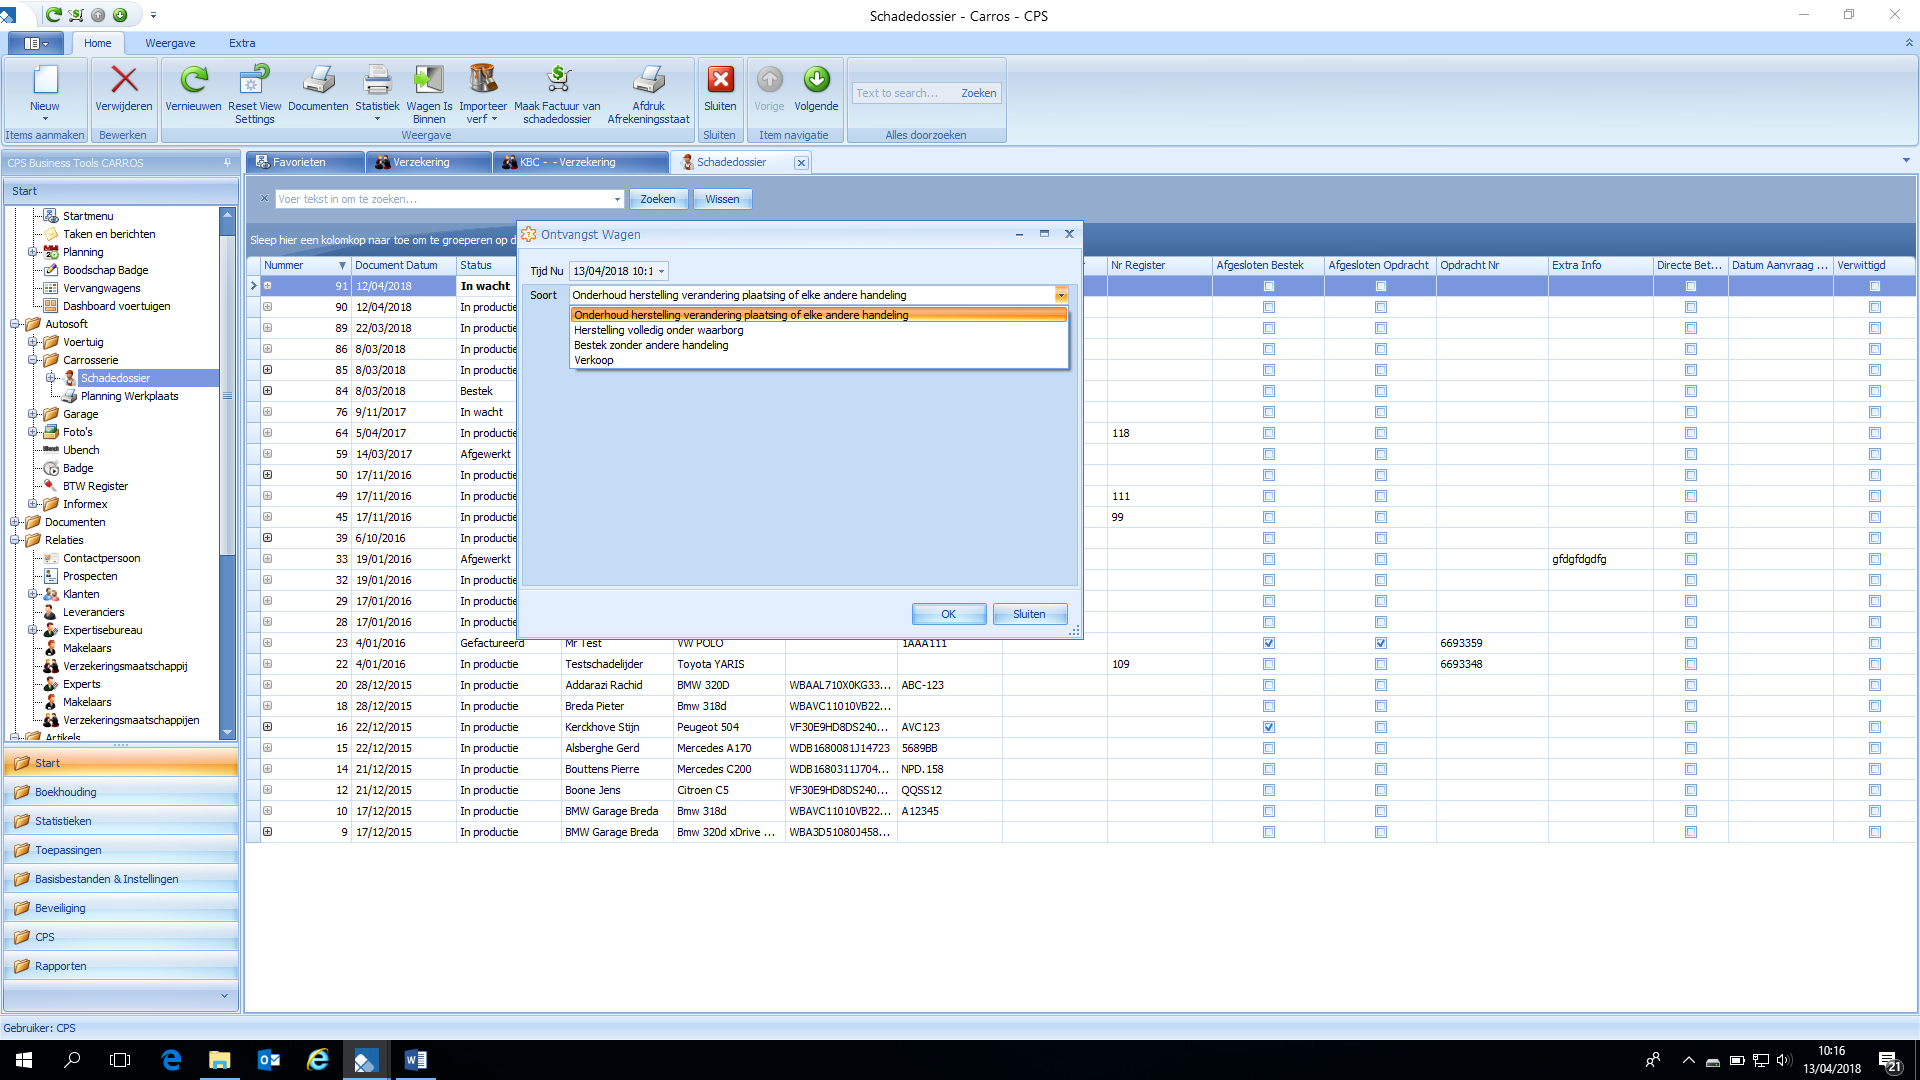 Schadedossier - Carros - CPS
Home Weergave Extra
Nieuw Verwijderen Vernieuwen Reset View Settings Documenten Statistiek Wagen Is Binnen Importeer verf Maak Factuur van schadedossier Afdruk Afrekeningsstaat Sluiten Vorige Volgende Text to search... Zoeken
Items aanmaken Bewerken Weergave Sluiten Item navigatie Alles doorzoeken
CPS Business Tools CARROS
Favorieten Verzekering KBC - - Verzekering Schadedossier
Start
Startmenu
Taken en berichten
Planning
Boodschap Badge
Vervangwagens
Dashboard voertuigen
Autosoft
Voertuig
Carrosserie
Schadedossier
Planning Werkplaats
Garage
Foto's
Ubench
Badge
BTW Register
Informex
Documenten
Relaties
Contactpersoon
Prospecten
Klanten
Leveranciers
Expertisebureau
Makelaars
Verzekeringsmaatschappij
Experts
Makelaars
Verzekeringsmaatschappijen
Artikels
Start
Boekhouding
Statistieken
Toepassingen
Basisbestanden & Instellingen
Beveiliging
CPS
Rapporten
Voer tekst in om te zoeken... Zoeken Wissen
Sleep hier een kolomkop naar toe om te groeperen op d
Nummer Document Datum Status Nr Register Afgesloten Bestek Afgesloten Opdracht Opdracht Nr Extra Info Directe Bet... Datum Aanvraag ... Verwittigd
91 12/04/2018 In wacht
90 12/04/2018 In productie
89 22/03/2018 In productie
86 8/03/2018 In productie
85 8/03/2018 In productie
84 8/03/2018 Bestek
76 9/11/2017 In wacht
64 5/04/2017 In productie 118
59 14/03/2017 Afgewerkt
50 17/11/2016 In productie
49 17/11/2016 In productie 111
45 17/11/2016 In productie 99
39 6/10/2016 In productie
33 19/01/2016 Afgewerkt gfdgfdgdfg
32 19/01/2016 In productie
29 17/01/2016 In productie
28 17/01/2016 In productie
23 4/01/2016 Gefactureerd Mr Test VW POLO 1AAA111 6693359
22 4/01/2016 In productie Testschadelijder Toyota YARIS 109 6693348
20 28/12/2015 In productie Addarazi Rachid BMW 320D WBAAL710X0KG33... ABC-123
18 28/12/2015 In productie Breda Pieter Bmw 318d WBAVC11010VB22...
16 22/12/2015 In productie Kerckhove Stijn Peugeot 504 VF30E9HD8DS240... AVC123
15 22/12/2015 In productie Alsberghe Gerd Mercedes A170 WDB1680081J14723 5689BB
14 21/12/2015 In productie Bouttens Pierre Mercedes C200 WDB1680311J704... NPD.158
12 21/12/2015 In productie Boone Jens Citroen C5 VF30E9HD8DS240... QQSS12
10 17/12/2015 In productie BMW Garage Breda Bmw 318d WBAVC11010VB22... A12345
9 17/12/2015 In productie BMW Garage Breda Bmw 320d xDrive ... WBA3D51080J458...
Ontvangst Wagen
Tijd Nu 13/04/2018 10:1
Soort Onderhoud herstelling verandering plaatsing of elke andere handeling
Onderhoud herstelling verandering plaatsing of elke andere handeling
Herstelling volledig onder waarborg
Bestek zonder andere handeling
Verkoop
OK Sluiten
Gebruiker: CPS
10:16
13/04/2018
21